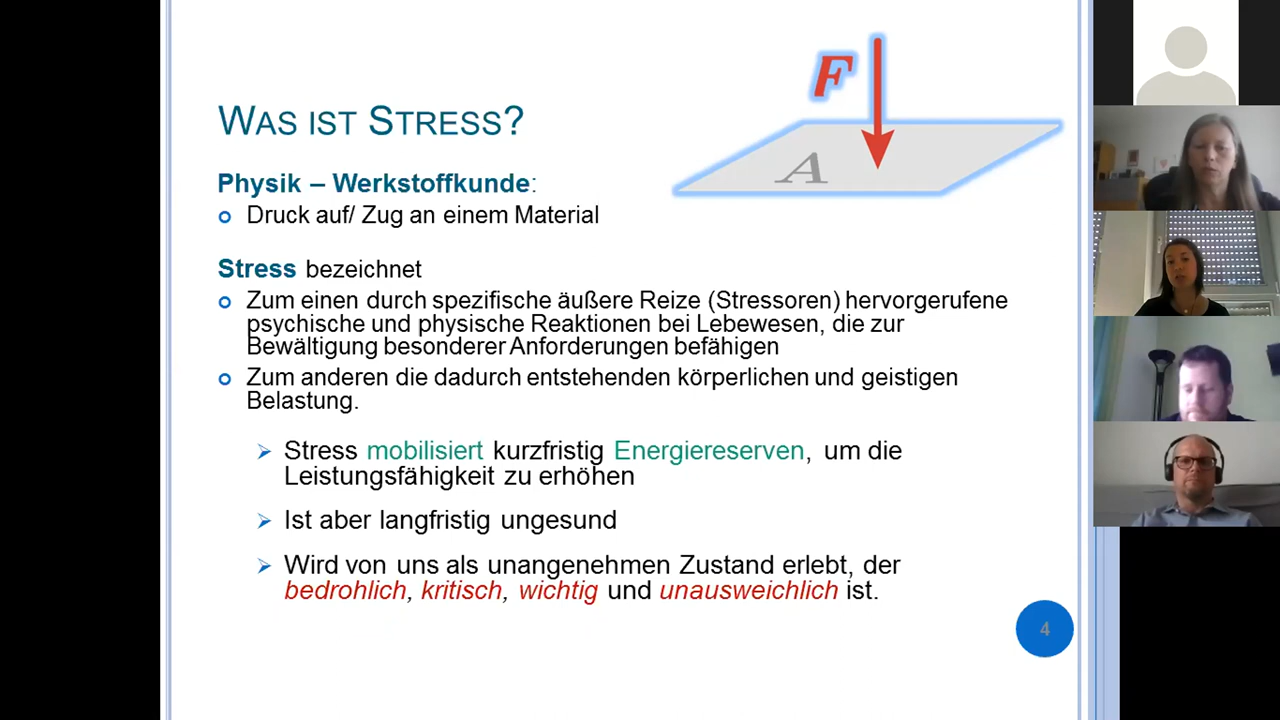 F
A
WAS IST STRESS?
Physik – Werkstoffkunde:
Druck auf/ Zug an einem Material
Stress bezeichnet
Zum einen durch spezifische äußere Reize (Stressoren) hervorgerufene
psychische und physische Reaktionen bei Lebewesen, die zur
Bewältigung besonderer Anforderungen befähigen
Zum anderen die dadurch entstehenden körperlichen und geistigen
Belastung.
Stress mobilisiert kurzfristig Energiereserven, um die
Leistungsfähigkeit zu erhöhen
Ist aber langfristig ungesund
Wird von uns als unangenehmen Zustand erlebt, der
bedrohlich, kritisch, wichtig und unausweichlich ist.
4